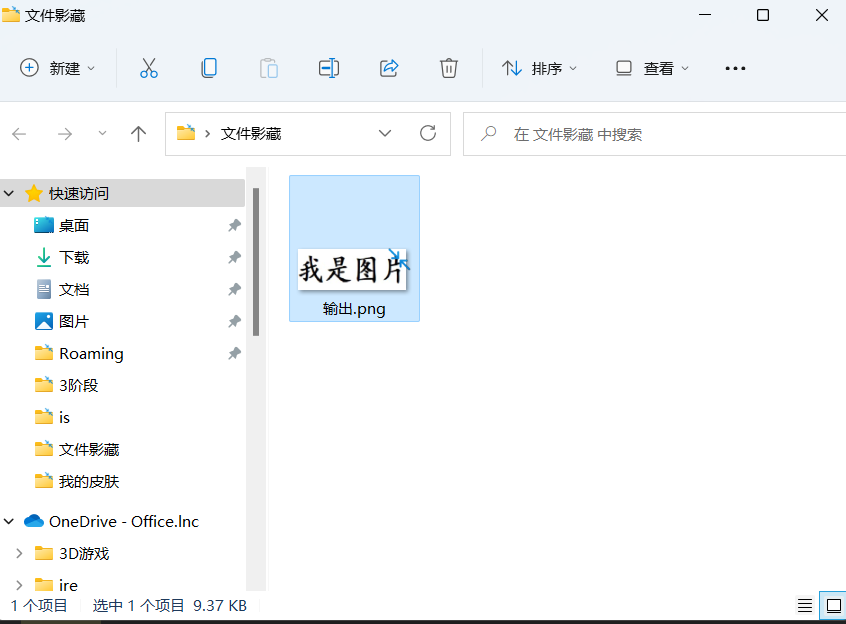 文件影藏
新建
排序
查看
文件影藏
在 文件影藏 中搜索
快速访问
桌面
下载
文档
图片
Roaming
3阶段
is
文件影藏
我的皮肤
OneDrive - Office.Inc
3D游戏
ire
我是图片
输出.png
1 个项目
选中 1 个项目 9.37 KB